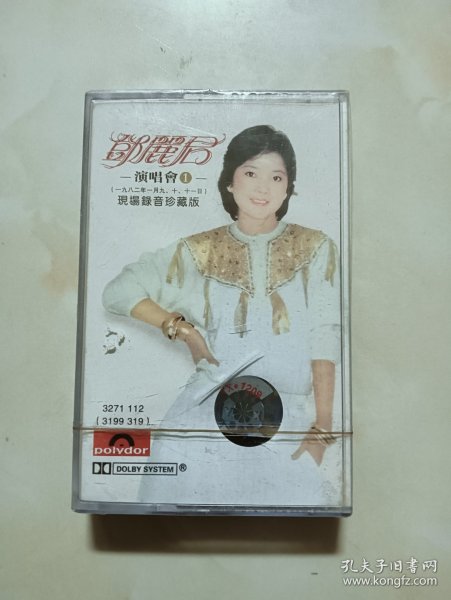 鄧麗君
—演唱會①—
(一九八二年一月九、十、十一日)
現場錄音珍藏版
3271 112
(3199 319)
polydor
DOLBY SYSTEM®
孔夫子旧书网
www.kongfz.com